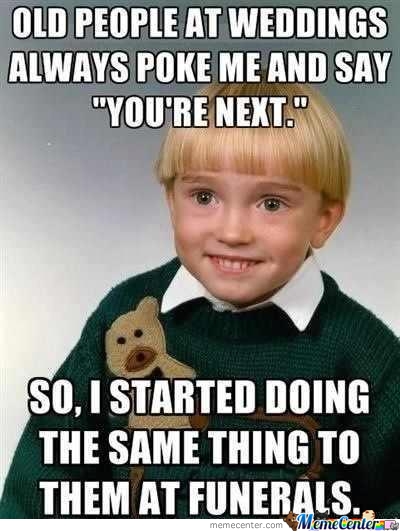 OLD PEOPLE AT WEDDINGS
ALWAYS POKE ME AND SAY
"YOU'RE NEXT."
SO, I STARTED DOING
THE SAME THING TO
THEM AT FUNERALS.
memecenter.com MemeCenter